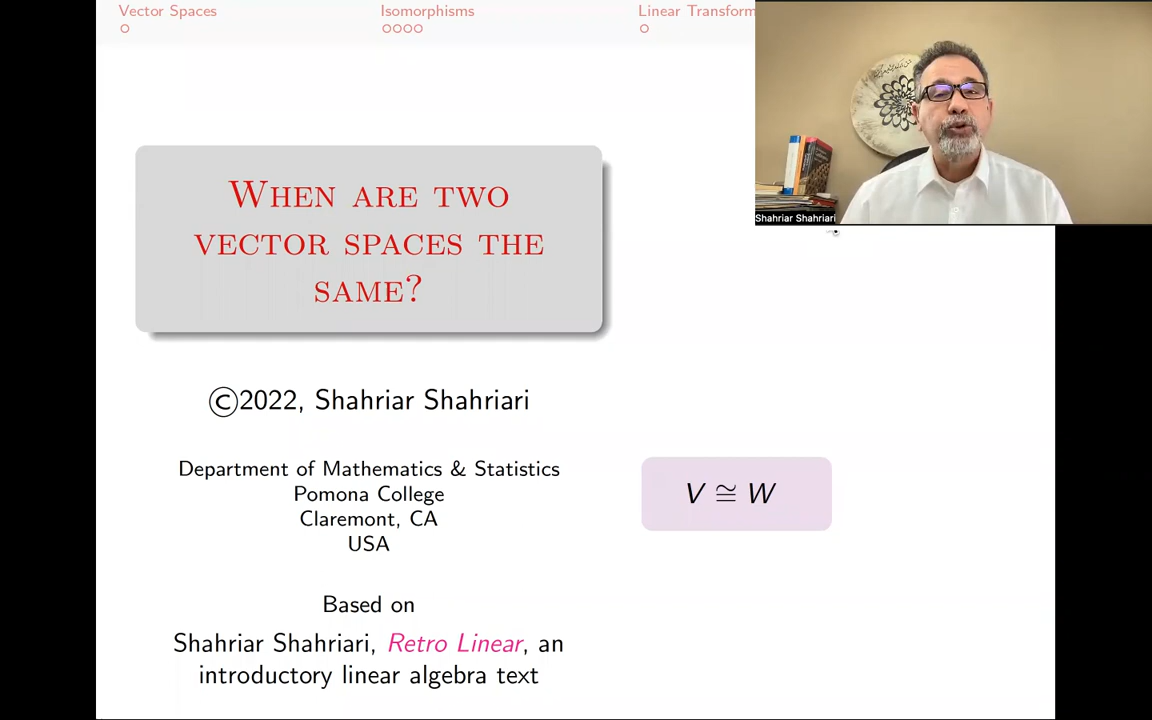 Vector Spaces
Isomorphisms
Linear Transform
Shahriar Shahriari
WHEN ARE TWO
VECTOR SPACES THE
SAME?
©2022, Shahriar Shahriari
Department of Mathematics & Statistics
Pomona College
Claremont, CA
USA
Based on
Shahriar Shahriari, Retro Linear, an
introductory linear algebra text
V ≅ W